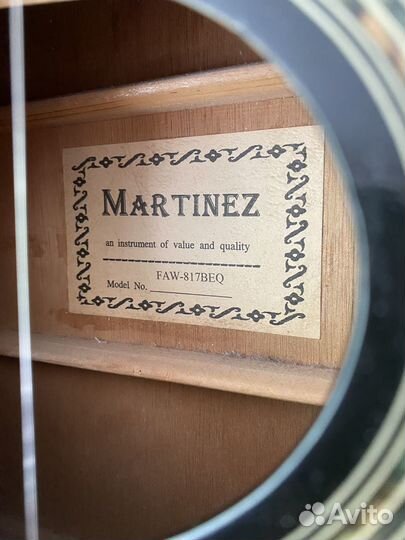 MARTINEZ
an instrument of value and quality
FAW-817BEQ
Model No.
Avito